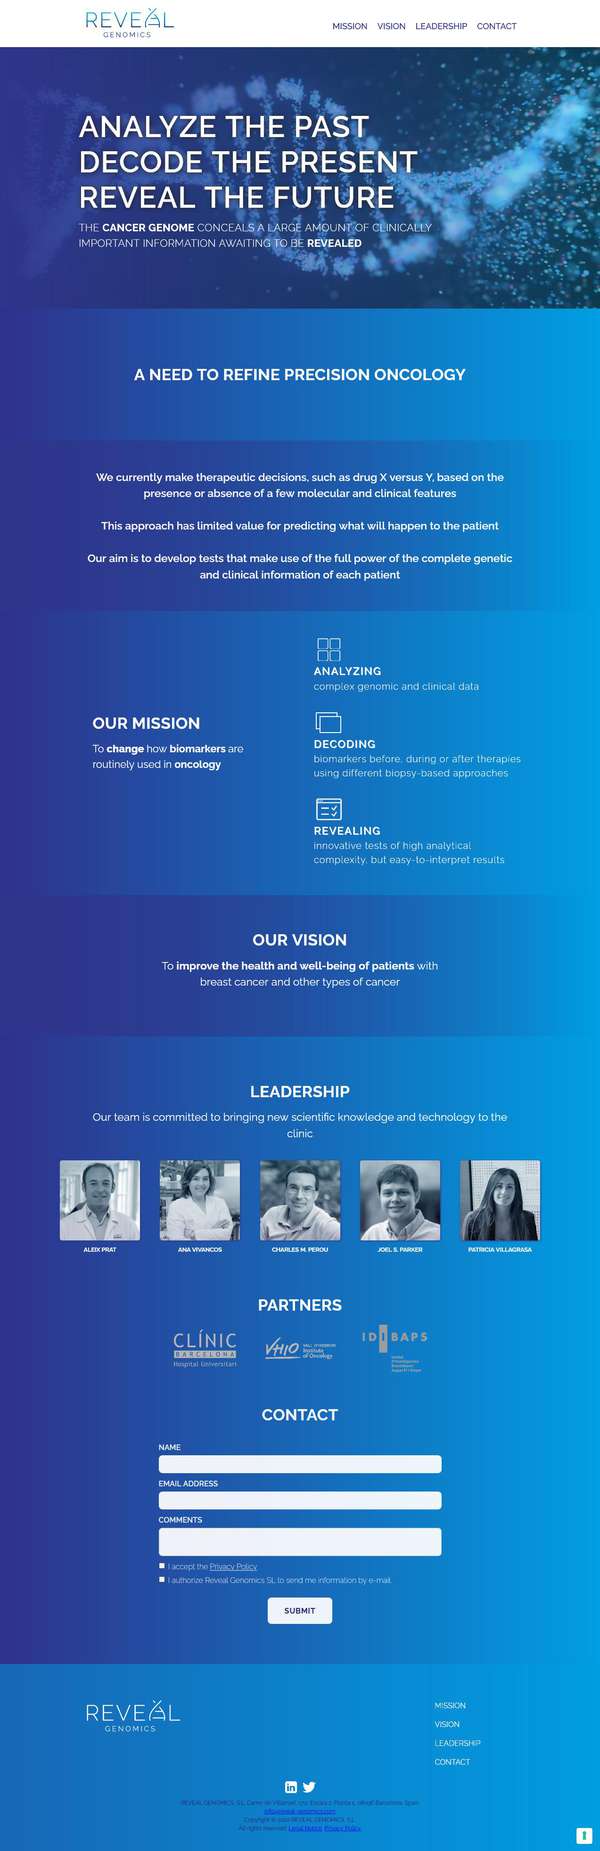 REVEAL
GENOMICS
MISSION VISION LEADERSHIP CONTACT
ANALYZE THE PAST
DECODE THE PRESENT
REVEAL THE FUTURE
THE CANCER GENOME CONCEALS A LARGE AMOUNT OF CLINICALLY
IMPORTANT INFORMATION AWAITING TO BE REVEALED
A NEED TO REFINE PRECISION ONCOLOGY
We currently make therapeutic decisions, such as drug X versus Y, based on the
presence or absence of a few molecular and clinical features
This approach has limited value for predicting what will happen to the patient
Our aim is to develop tests that make use of the full power of the complete genetic
and clinical information of each patient
OUR MISSION
To change how biomarkers are
routinely used in oncology
ANALYZING
complex genomic and clinical data
DECODING
biomarkers before, during or after therapies
using different biopsy-based approaches
REVEALING
innovative tests of high analytical
complexity, but easy-to-interpret results
OUR VISION
To improve the health and well-being of patients with
breast cancer and other types of cancer
LEADERSHIP
Our team is committed to bringing new scientific knowledge and technology to the
clinic
ALEIX PRAT
ANA VIVANCOS
CHARLES M. PEROU
JOEL S. PARKER
PATRICIA VILLAGRASA
PARTNERS
CLÍNIC
BARCELONA
Hospital Universitari
VHIO
Institute
of Oncology
IDIBAPS
CONTACT
NAME
EMAIL ADDRESS
COMMENTS
I accept the Privacy Policy
I authorize Reveal Genomics SL to send me information by e-mail
SUBMIT
REVEAL
GENOMICS
MISSION
VISION
LEADERSHIP
CONTACT
REVEAL GENOMICS, S.L.
Barcelona, Spain
info@reveal-genomics.com
REVEAL GENOMICS, S.L.
All rights reserved. Legal Notice. Privacy Policy.